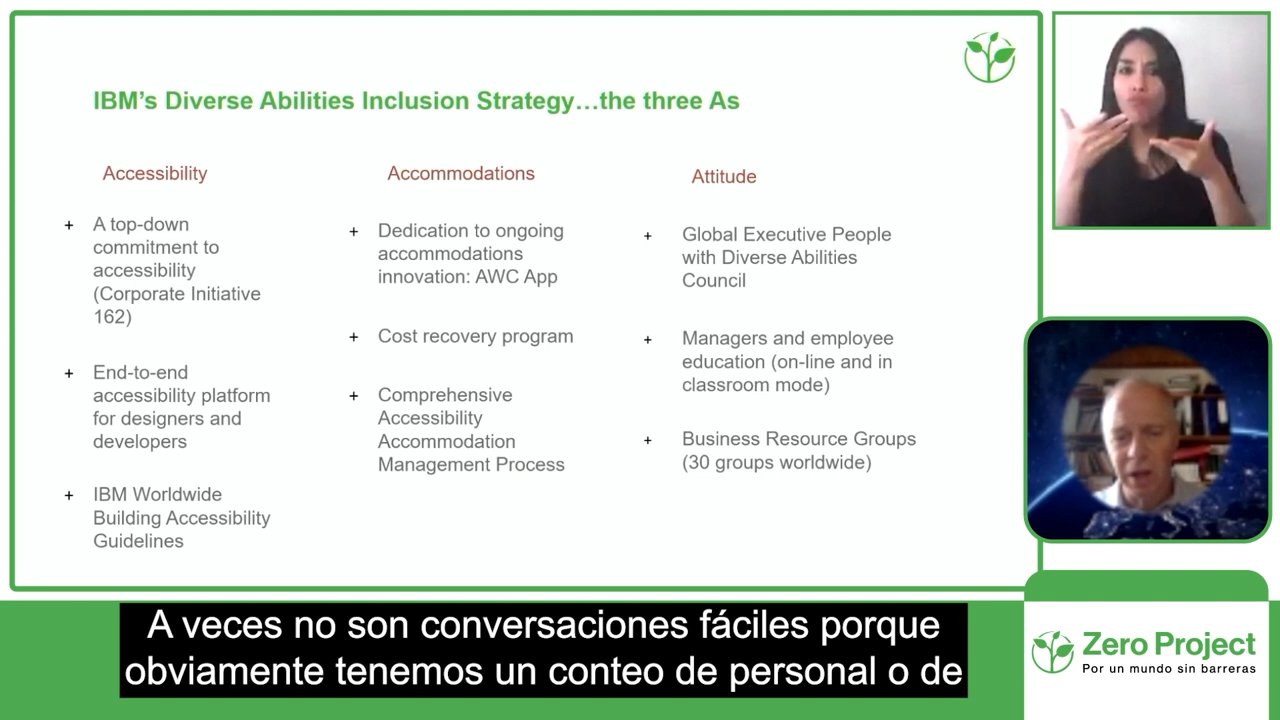 IBM’s Diverse Abilities Inclusion Strategy…the three As
Accessibility
+ A top-down
commitment to
accessibility
(Corporate Initiative
162)
+ End-to-end
accessibility platform
for designers and
developers
+ IBM Worldwide
Building Accessibility
Guidelines
Accommodations
+ Dedication to ongoing
accommodations
innovation: AWC App
+ Cost recovery program
+ Comprehensive
Accessibility
Accommodation
Management Process
Attitude
+ Global Executive People
with Diverse Abilities
Council
+ Managers and employee
education (on-line and in
classroom mode)
+ Business Resource Groups
(30 groups worldwide)
A veces no son conversaciones fáciles porque
obviamente tenemos un conteo de personal o de
Zero Project
Por un mundo sin barreras